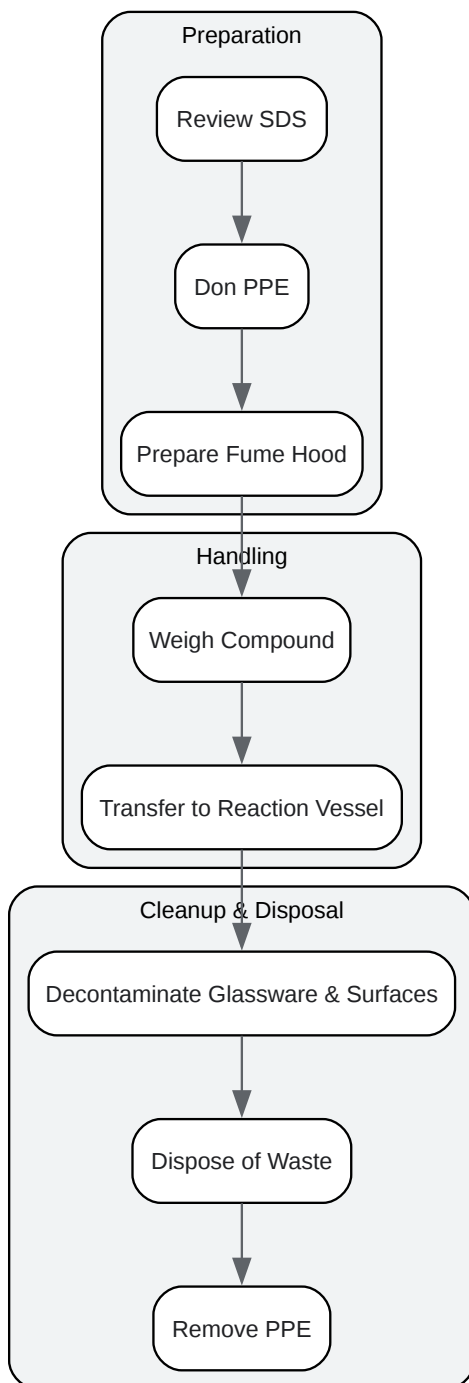 Preparation
Review SDS
Don PPE
Prepare Fume Hood
Handling
Weigh Compound
Transfer to Reaction Vessel
Cleanup & Disposal
Decontaminate Glassware & Surfaces
Dispose of Waste
Remove PPE